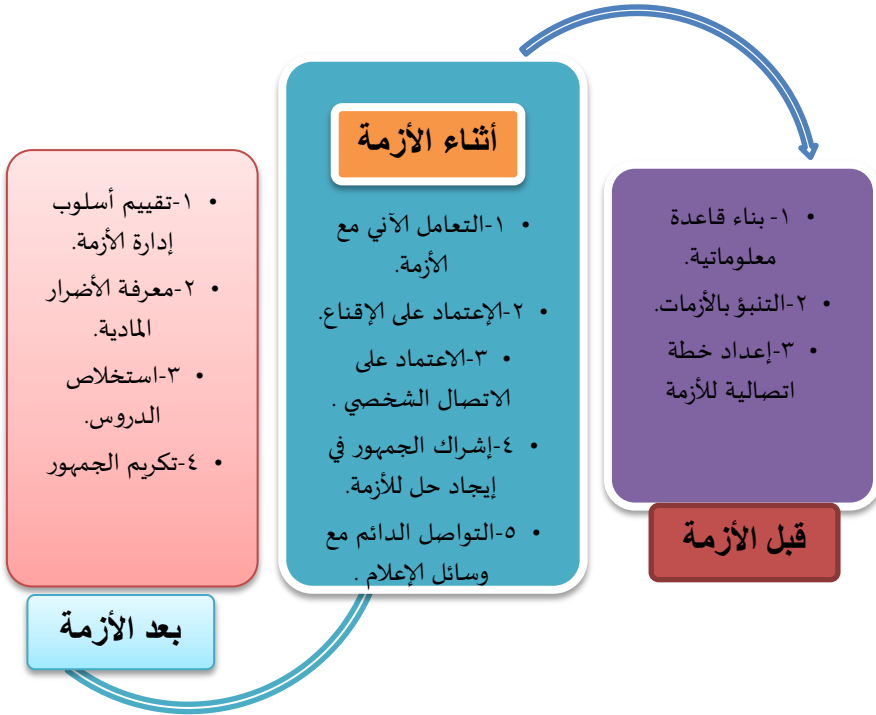 • ١- بناء قاعدة
معلوماتية.
• ٢-التنبؤ بالأزمات.
• ٣-إعداد خطة
اتصالية للأزمة
قبل الأزمة
أثناء الأزمة
• ١-التعامل الآني مع
الأزمة.
• ٢-الإعتماد على الإقناع.
• ٣-الاعتماد على
الاتصال الشخصي .
• ٤-إشراك الجمهور في
إيجاد حل للأزمة.
• ٥-التواصل الدائم مع
وسائل الإعلام .
• ١-تقييم أسلوب
إدارة الأزمة.
• ٢-معرفة الأضرار
المادية.
• ٣-استخلاص
الدروس.
• ٤-تكريم الجمهور
بعد الأزمة